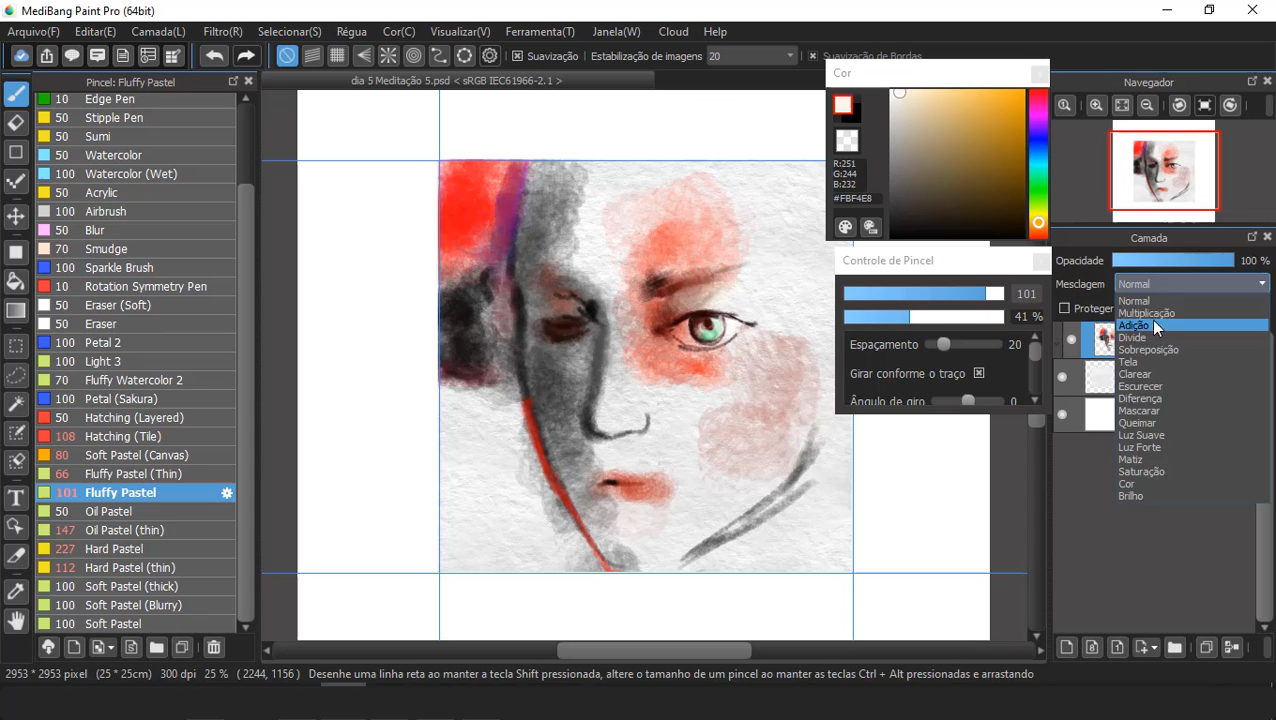 MediBang Paint Pro (64bit)
Arquivo(F) Editar(E) Camada(L) Filtro(R) Selecionar(S) Régua Cor(C) Visualizar(V) Ferramenta(T) Janela(W) Cloud Help
Suavização Estabilização de imagens 20 Suavização de Bordas
Pincel: Fluffy Pastel
10 Edge Pen
50 Stipple Pen
50 Sumi
50 Watercolor
50 Watercolor (Wet)
50 Acrylic
100 Airbrush
50 Blur
70 Smudge
100 Sparkle Brush
10 Rotation Symmetry Pen
50 Eraser (Soft)
50 Eraser
100 Petal 2
100 Light 3
70 Fluffy Watercolor 2
100 Petal (Sakura)
50 Hatching (Layered)
108 Hatching (Tile)
80 Soft Pastel (Canvas)
66 Fluffy Pastel (Thin)
101 Fluffy Pastel
50 Oil Pastel
147 Oil Pastel (thin)
227 Hard Pastel
112 Hard Pastel (thin)
100 Soft Pastel (thick)
100 Soft Pastel (Blurry)
100 Soft Pastel
dia 5 Meditação 5.psd < sRGB IEC61966-2.1 >
Cor
R:251
G:244
B:232
#FBF4E8
Controle de Pincel
101
41 %
Espaçamento 20
Girar conforme o traço
Ângulo de giro 0
Navegador
Camada
Opacidade 100 %
Mesclagem Normal
Proteger
Normal
Multiplicação
Adição
Divide
Sobreposição
Tela
Clarear
Escurecer
Diferença
Mascarar
Queimar
Luz Suave
Luz Forte
Matiz
Saturação
Cor
Brilho
2953 * 2953 pixel (25 * 25cm) 300 dpi 25 % ( 2244, 1156 ) Desenhe uma linha reta ao manter a tecla Shift pressionada, altere o tamanho de um pincel ao manter as teclas Ctrl + Alt pressionadas e arrastando